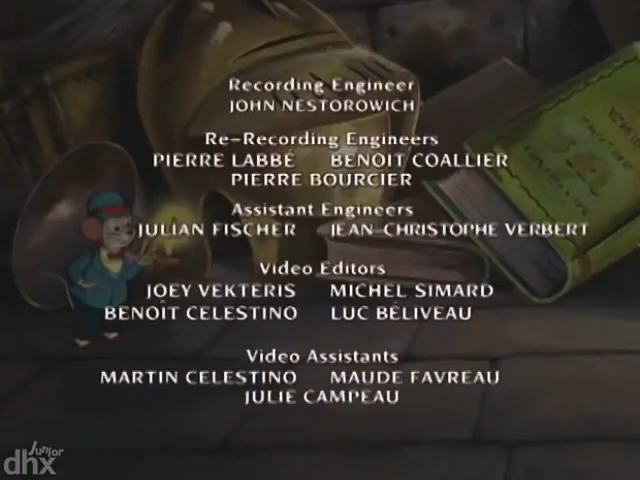 Recording Engineer
JOHN NESTOROWICH
Re-Recording Engineers
PIERRE LABBÉ BENOIT COALLIER
PIERRE BOURCIER
Assistant Engineers
JULIAN FISCHER JEAN-CHRISTOPHE VERBERT
Video Editors
JOEY VEKTERIS MICHEL SIMARD
BENOÎT CELESTINO LUC BÉLIVEAU
Video Assistants
MARTIN CELESTINO MAUDE FAVREAU
JULIE CAMPEAU
Junior
dhx